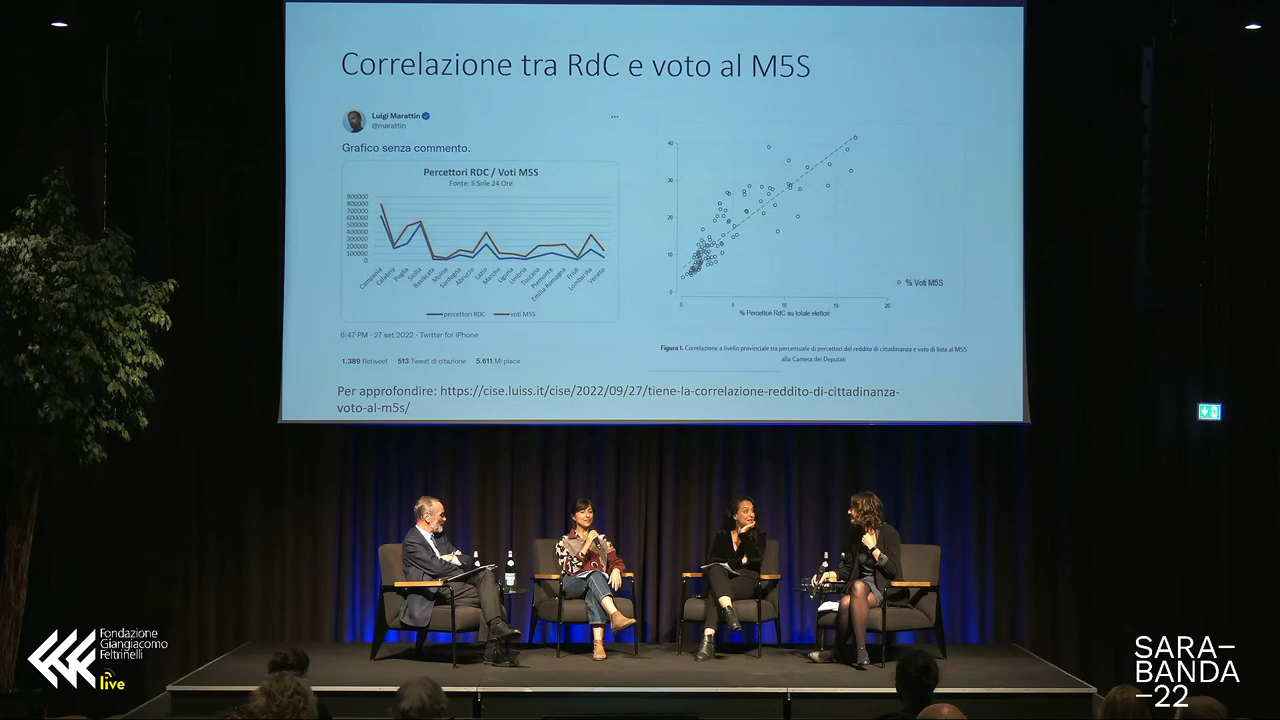 Correlazione tra RdC e voto al M5S
Luigi Marattin
@marattin
...
Grafico senza commento.
Percettori RDC / Voti M5S
Fonte: Il Sole 24 Ore
900000
800000
700000
600000
500000
400000
300000
200000
100000
0
Campania
Calabria
Puglia
Sicilia
Basilicata
Molise
Sardegna
Abruzzo
Lazio
Marche
Liguria
Umbria
Toscana
Piemonte
Emilia Romagna
Friuli
Lombardia
Veneto
percettori RDC
voti M5S
6:47 PM · 27 set 2022 · Twitter for iPhone
1.389 Retweet 513 Tweet di citazione 5.611 Mi piace
40
30
20
10
0
0 5 10 15 20
% Percettori RdC su totale elettori
% Voti M5S
Figura 1. Correlazione a livello provinciale tra percentuale di percettori del reddito di cittadinanza e voto di lista al M5S
alla Camera dei Deputati
Per approfondire: https://cise.luiss.it/cise/2022/09/27/tiene-la-correlazione-reddito-di-cittadinanza-
voto-al-m5s/
Fondazione
Giangiacomo
Feltrinelli
live
SARA–
BANDA
–22